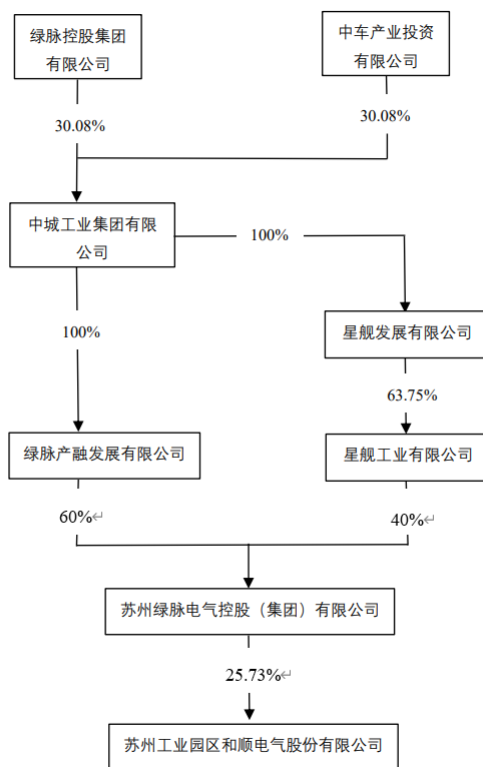 绿脉控股集团
有限公司
中车产业投资
有限公司
30.08%
30.08%
中城工业集团有限
公司
100%
100%
星舰发展有限公司
63.75%
绿脉产融发展有限公司
星舰工业有限公司
60%↵
40%↵
苏州绿脉电气控股（集团）有限公司
25.73%↵
苏州工业园区和顺电气股份有限公司